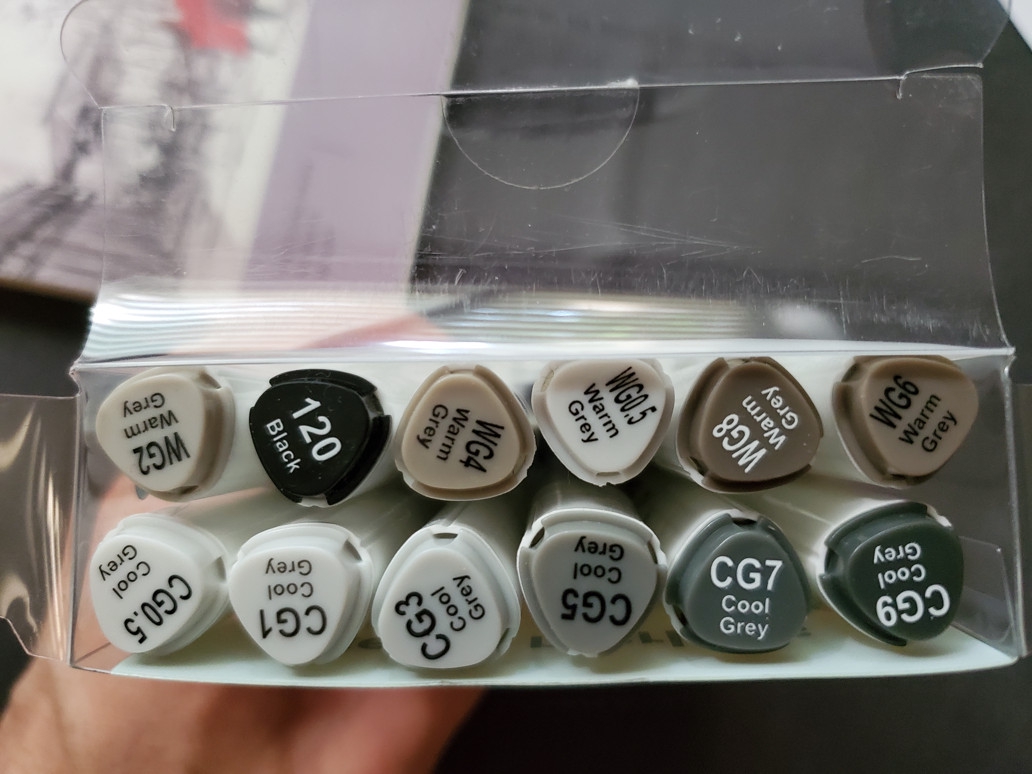 WG2
Warm
Grey
120
Black
WG4
Warm
Grey
WG0.5
Warm
Grey
WG8
Warm
Grey
WG6
Warm
Grey
CG0.5
Cool
Grey
CG1
Cool
Grey
CG3
Cool
Grey
CG5
Cool
Grey
CG7
Cool
Grey
CG9
Cool
Grey